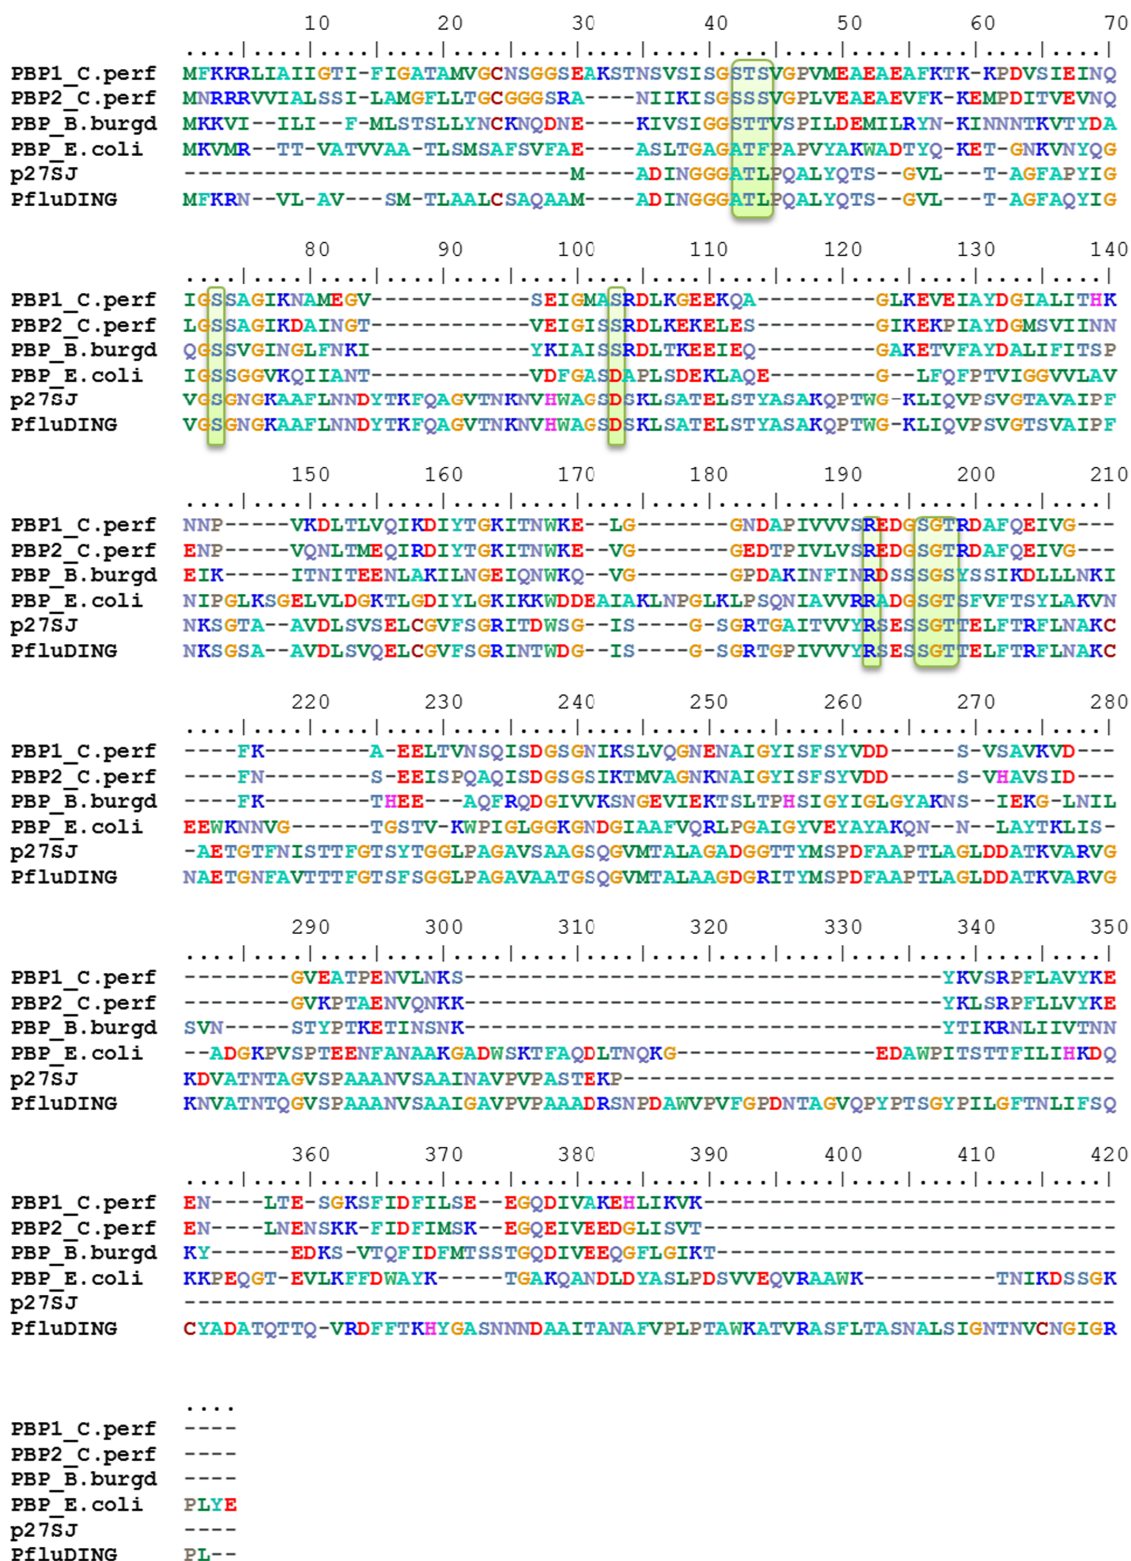 10 20 30 40 50 60 70
....|....|....|....|....|....|....|....|....|....|....|....|....|....|
PBP1_C.perf MFKKRLIAIIGTI-FIGATAMVGCNSGGSEAKSTNSVSISGSTSVGPVMEAEAEAFKTK-KPDVSIEINQ
PBP2_C.perf MNRRRVVIALSSI-LAMGFLLTGCGGGSRA----NIIKISGSSSVGPLVEAEAEVFK-KEMPDITVEVNQ
PBP_B.burgd MKKVI--ILI--F-MLSTSLLYNCKNQDNE----KIVSIGGSTTVSPILDEMILRYN-KINNNTKVTYDA
PBP_E.coli MKVMR--TT-VATVVAA-TLSMSAFSVFAE----ASLTGAGATFPAPVYAKWADTYQ-KET-GNKVNYQG
p27SJ -----------------------------M----ADINGGGATLPQALYQTS--GVL--T-AGFAPYIG
PfluDING MFKRN--VL-AV---SM-TLAALCSAQAAM----ADINGGGATLPQALYQTS--GVL--T-AGFAQYIG
80 90 100 110 120 130 140
....|....|....|....|....|....|....|....|....|....|....|....|....|....|
PBP1_C.perf IGSSAGIKNAMEGV------------SEIGMASRDLKGEEKQA---------GLKEVEIAYDGIALITHK
PBP2_C.perf LGSSAGIKDAINGT------------VEIGISSRDLKEKELES---------GIKEKPIAYDGMSVIINN
PBP_B.burgd QGSSVGINGLFNKI------------YKIAISSRDLTKEEIEQ---------GAKETVFAYDALIFITSP
PBP_E.coli IGSSGGVKQIIANT------------VDFGASDAPLSDEKLAQE--------G--LFQFPTVIGGVVLAV
p27SJ VGSGNGKAAFLNNDYTKFQAGVTNKNVHWAGSDSKLSATELSTYASAKQPTWG-KLIQVPSVGTAVAIPF
PfluDING VGSGNGKAAFLNNDYTKFQAGVTNKNVHWAGSDSKLSATELSTYASAKQPTWG-KLIQVPSVGTSVAIPF
150 160 170 180 190 200 210
....|....|....|....|....|....|....|....|....|....|....|....|....|....|
PBP1_C.perf NNP-----VKDLTLVQIKDIYTGKITNWKE--LG--------GNDAPIVVVSREDGSGTRDAFQEIVG---
PBP2_C.perf ENP-----VQNLTMEQIRDIYTGKITNWKE--VG--------GEDTPIVLVSREDGSGTRDAFQEIVG---
PBP_B.burgd EIK-----ITNITEENLAKILNGEIQNWKQ--VG--------GPDAKINFINRDSSSGSYSSIKDLLLNKI
PBP_E.coli NIPGLKSGELVLDGKTLGDIYLGKIKKWDDEAIAKLNPGLKLPSQNIAVVRRADGSGTSFVFTSYLAKVN
p27SJ NKSGTA--AVDLSVSELCGVFSGRITDWSG--IS-----G-SGRTGAITVVYRSESSGTTELFTRFLNAKC
PfluDING NKSGSA--AVDLSVQELCGVFSGRINTWDG--IS-----G-SGRTGPIVVVYRSESSGTTELFTRFLNAKC
220 230 240 250 260 270 280
....|....|....|....|....|....|....|....|....|....|....|....|....|....|
PBP1_C.perf ----FK--------A-EELTVNSQISDGSGNIKSLVQGNENAIGYISFSYVDD-----S-VSAVKVD---
PBP2_C.perf ----FN--------S-EEISPQAQISDGSGSIKTMVAGNKNAIGYISFSYVDD-----S-VHAVSID---
PBP_B.burgd ----FK--------THEE---AQFRQDGIVVKSNGEVIEKTSLTPHSIGYIGLGYAKNS--IEKG-LNIL
PBP_E.coli EEWKNNVG------TGSTV-KWPIGLGGKGNDGIAAFVQRLPGAIGYVEYAYAKQN--N--LAYTKLIS-
p27SJ -AETGTFNISTTFGTSYTGGLPAGAVSAAGSQGVMTALAGADGGTTYMSPDFAAPTLAGLDDATKVARVG
PfluDING NAETGNFAVTTTFGTSFSGGLPAGAVAATGSQGVMTALAAGDGRITYMSPDFAAPTLAGLDDATKVARVG
290 300 310 320 330 340 350
....|....|....|....|....|....|....|....|....|....|....|....|....|....|
PBP1_C.perf --------GVEATPENVLNKS------------------------------------YKVSRPFLAVYKE
PBP2_C.perf --------GVKPTAENVQNKK------------------------------------YKLSRPFLLVYKE
PBP_B.burgd SVN-----STYPTKETINSNK------------------------------------YTIKRNLIIVTNN
PBP_E.coli --ADGKPVSPTEENFANAAKGADWSKTFAQDLTNQKG---------------EDAWPITSTTFILIHKDQ
p27SJ KDVATNTAGVSPAAANVSAAINAVPVPASTEKP-------------------------------------
PfluDING KNVATNTQGVSPAAANVSAAIGAVPVPAAADRSNPDAWVPVFGPDNTAGVQPYPTSGYPILGFTNLIFSQ
360 370 380 390 400 410 420
....|....|....|....|....|....|....|....|....|....|....|....|....|....|
PBP1_C.perf EN----LTE-SGKSFIDFILSE--EGQDIVAKEHLIKVK-------------------------------
PBP2_C.perf EN----LNENSKK-FIDFIMSK--EGQEIVEEDGLISVT-------------------------------
PBP_B.burgd KY------EDKS-VTQFIDFMTSSTGQDIVEEQGFLGIKT------------------------------
PBP_E.coli KKPEQGT-EVLKFFDWAYK-----TGAKQANDLDYASLPDSVVEQVRAAWK----------TNIKDSSGK
p27SJ ----------------------------------------------------------------------
PfluDING CYADATQTTQ-VRDFFTKHYGASNNNDAAITANAFVPLPTAWKATVRASFLTASNALSIGNTNVCNGIGR
....
PBP1_C.perf ----
PBP2_C.perf ----
PBP_B.burgd ----
PBP_E.coli PLYE
p27SJ ----
PfluDING PL--